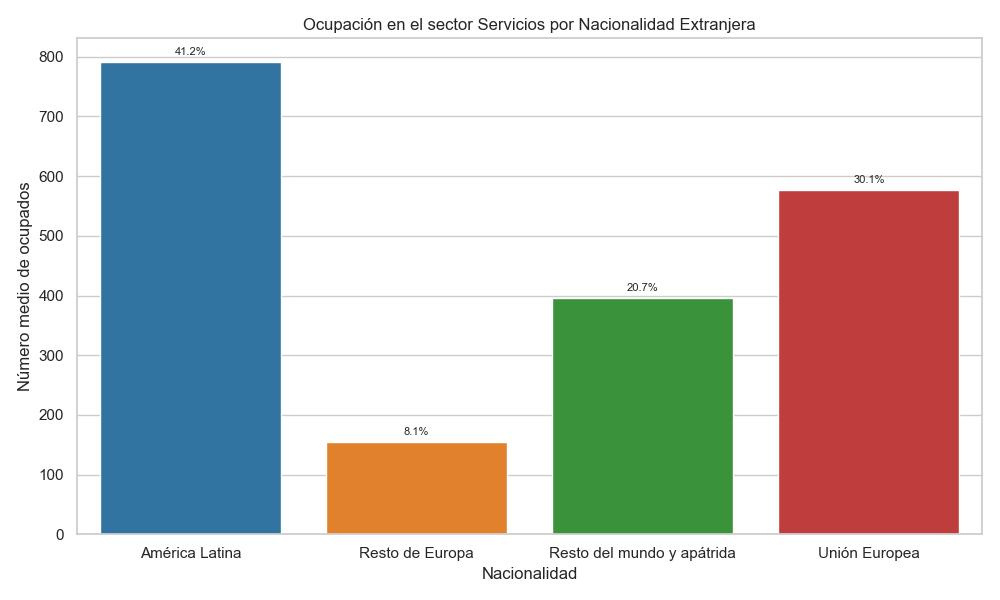 Ocupación en el sector Servicios por Nacionalidad Extranjera
Número medio de ocupados
800
700
600
500
400
300
200
100
0
41.2%
8.1%
20.7%
30.1%
América Latina
Resto de Europa
Resto del mundo y apátrida
Unión Europea
Nacionalidad